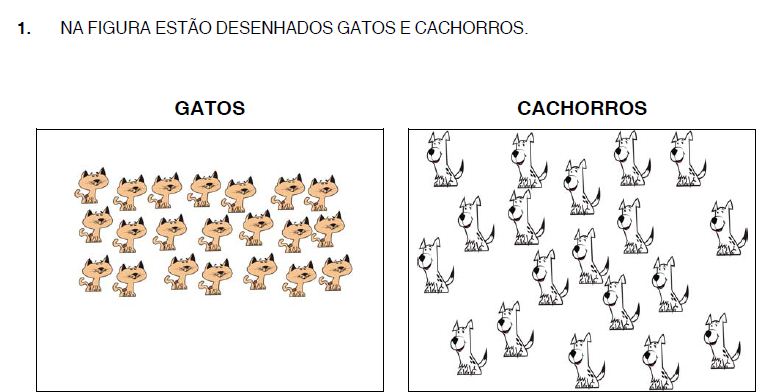 1. NA FIGURA ESTÃO DESENHADOS GATOS E CACHORROS.
GATOS
CACHORROS